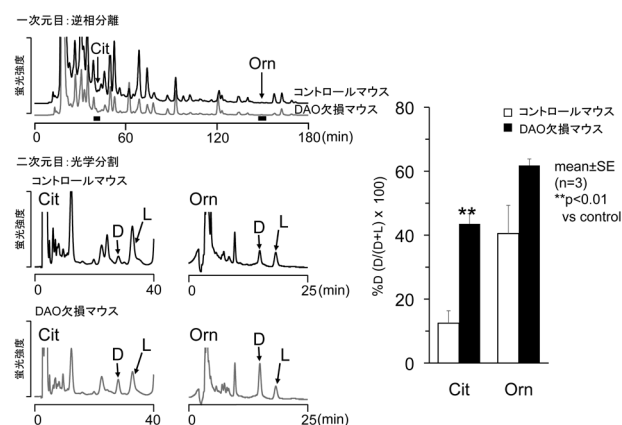 一次元目：逆相分離
蛍光強度
Cit
Orn
コントロールマウス
DAO欠損マウス
0
60
120
180
(min)
二次元目：光学分割
コントロールマウス
蛍光強度
Cit
D
L
0
40
Orn
D
L
0
25
(min)
DAO欠損マウス
蛍光強度
Cit
D
L
0
40
Orn
D
L
0
25
(min)
コントロールマウス
DAO欠損マウス
mean±SE
(n=3)
**p<0.01
vs control
%D (D/(D+L) x 100)
80
60
40
20
0
**
Cit
Orn